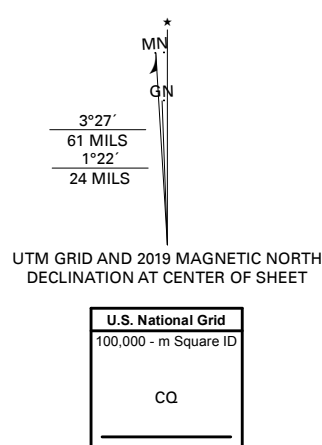 MN
GN
3°27´
61 MILS
1°22´
24 MILS
UTM GRID AND 2019 MAGNETIC NORTH
DECLINATION AT CENTER OF SHEET
U.S. National Grid
100,000 - m Square ID
CQ